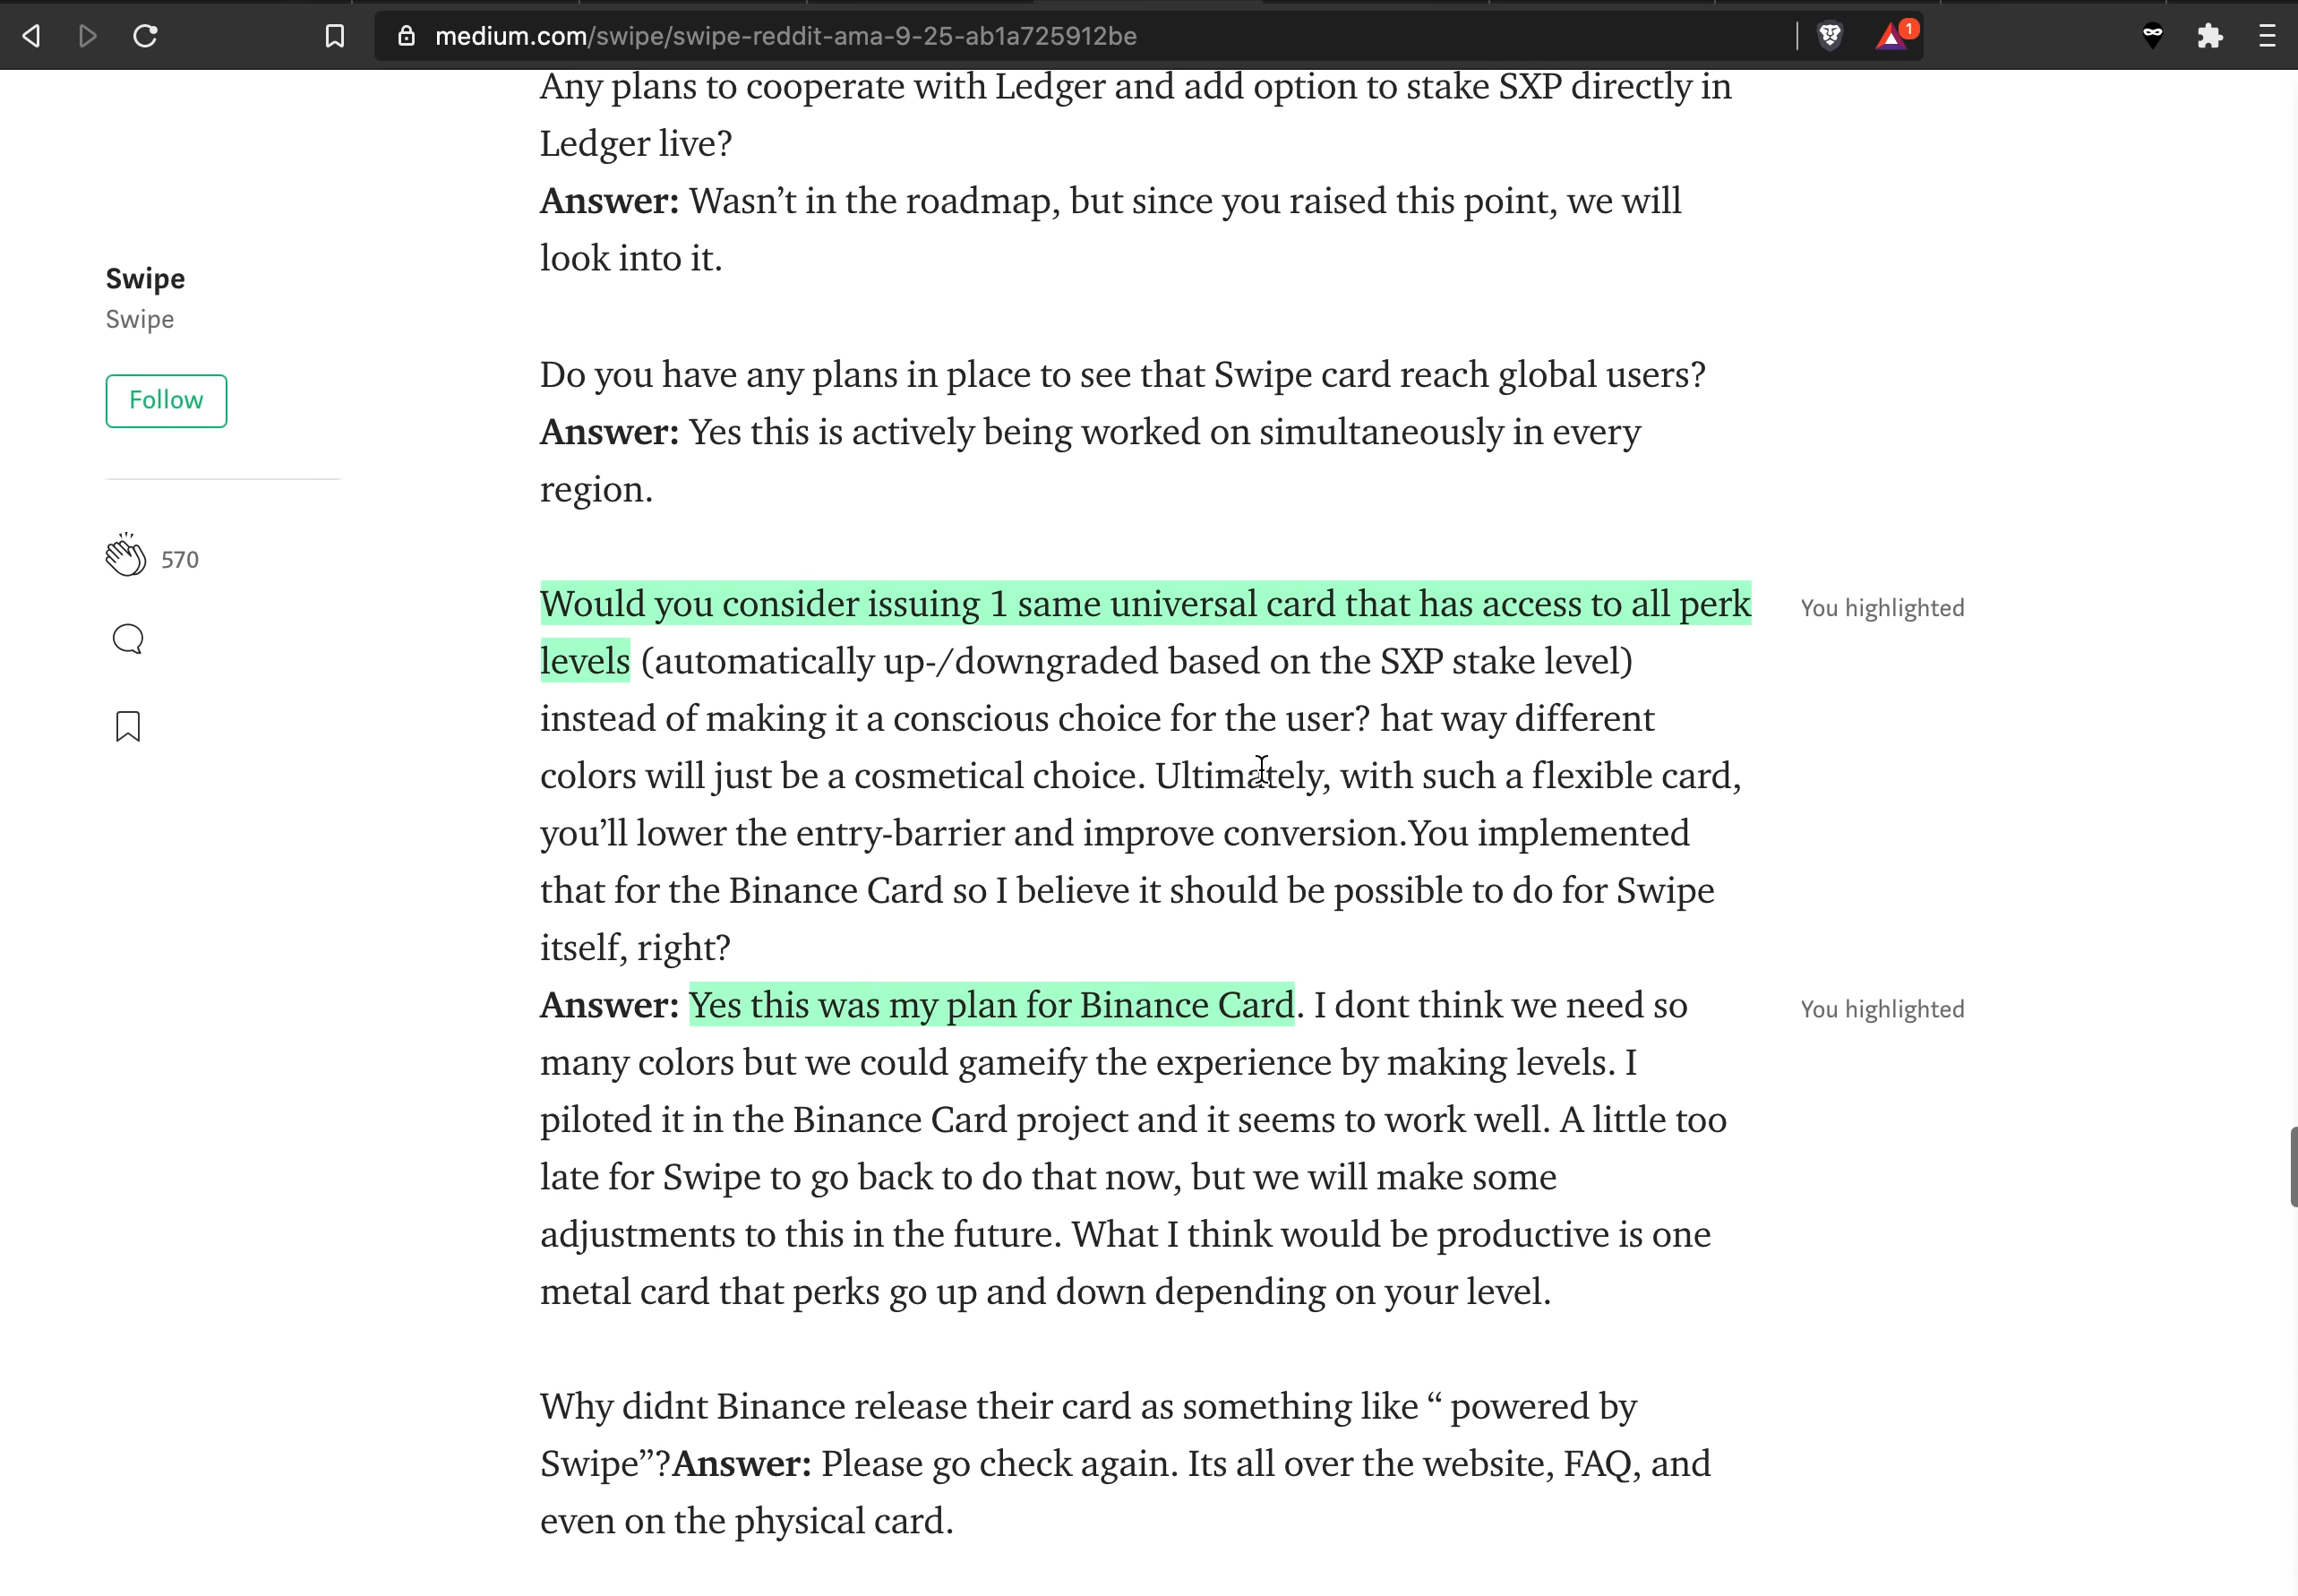 medium.com/swipe/swipe-reddit-ama-9-25-ab1a725912be
1
Any plans to cooperate with Ledger and add option to stake SXP directly in
Ledger live?
Answer: Wasn’t in the roadmap, but since you raised this point, we will
look into it.
Swipe
Swipe
Follow
570
Do you have any plans in place to see that Swipe card reach global users?
Answer: Yes this is actively being worked on simultaneously in every
region.
Would you consider issuing 1 same universal card that has access to all perk
You highlighted
levels (automatically up-/downgraded based on the SXP stake level)
instead of making it a conscious choice for the user? hat way different
colors will just be a cosmetical choice. Ultimately, with such a flexible card,
you’ll lower the entry-barrier and improve conversion.You implemented
that for the Binance Card so I believe it should be possible to do for Swipe
itself, right?
Answer: Yes this was my plan for Binance Card. I dont think we need so
You highlighted
many colors but we could gameify the experience by making levels. I
piloted it in the Binance Card project and it seems to work well. A little too
late for Swipe to go back to do that now, but we will make some
adjustments to this in the future. What I think would be productive is one
metal card that perks go up and down depending on your level.
Why didnt Binance release their card as something like “ powered by
Swipe”?Answer: Please go check again. Its all over the website, FAQ, and
even on the physical card.